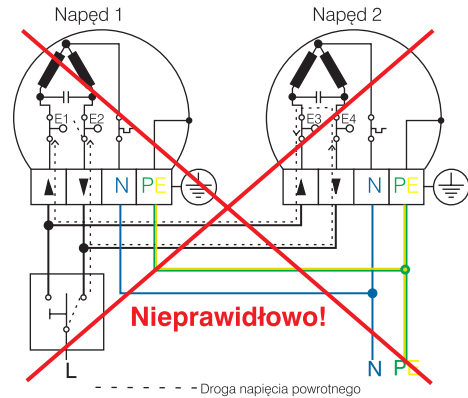 Napęd 1
Napęd 2
E1 E2
E3 E4
N PE
N PE
Nieprawidłowo!
L
N PE
Droga napięcia powrotnego